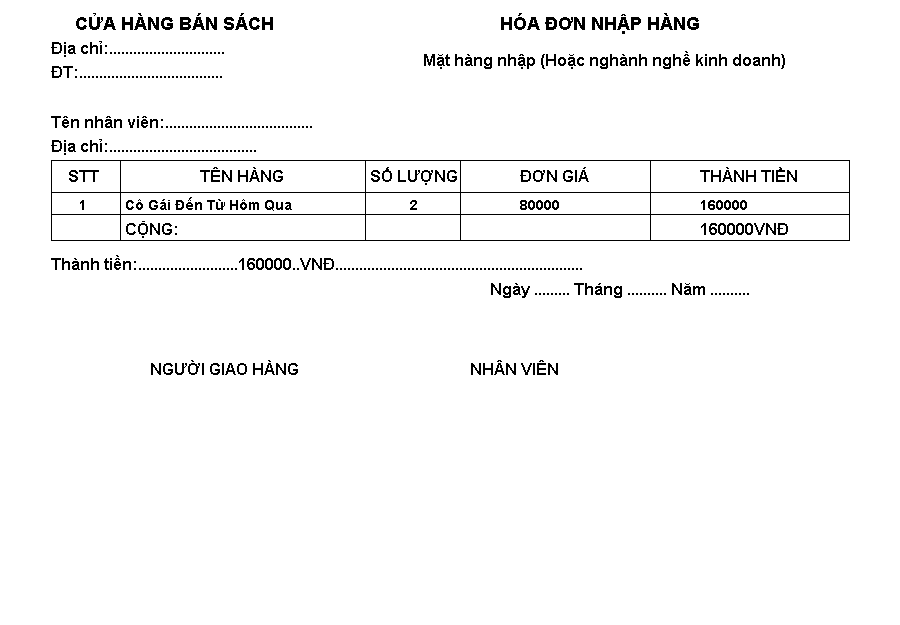 CỬA HÀNG BÁN SÁCH
HÓA ĐƠN NHẬP HÀNG
Địa chỉ:.............................
ĐT:....................................
Mặt hàng nhập (Hoặc nghành nghề kinh doanh)
Tên nhân viên:.....................................
Địa chỉ:.....................................
STT TÊN HÀNG SỐ LƯỢNG ĐƠN GIÁ THÀNH TIỀN
1 Cô Gái Đến Từ Hôm Qua 2 80000 160000
CỘNG: 160000VNĐ
Thành tiền:.........................160000..VNĐ..............................................................
Ngày ......... Tháng .......... Năm ..........
NGƯỜI GIAO HÀNG NHÂN VIÊN